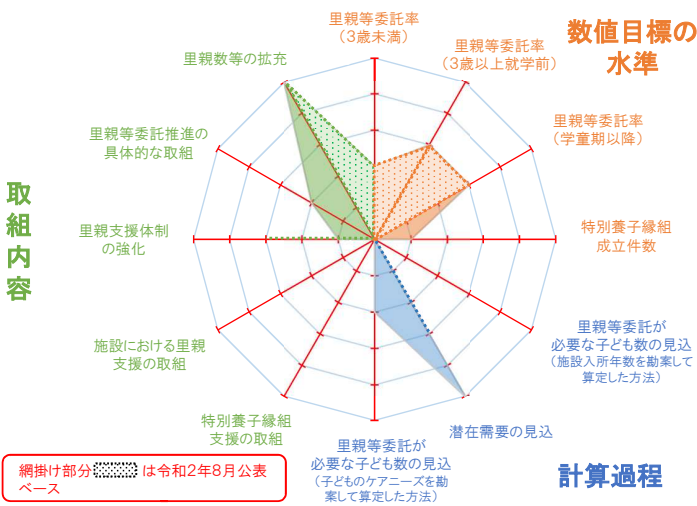 里親等委託率
（３歳未満）
数値目標の
水準
里親等委託率
（３歳以上就学前）
里親数等の拡充
里親等委託率
（学童期以降）
里親等委託推進の
具体的な取組
取
組
内
容
里親支援体制
の強化
特別養子縁組
成立件数
里親等委託が
必要な子ども数の見込
（施設入所年数を勘案して
算定した方法）
施設における里親
支援の取組
特別養子縁組
支援の取組
潜在需要の見込
里親等委託が
必要な子ども数の見込
（子どものケアニーズを勘
案して算定した方法）
計算過程
網掛け部分 は令和２年８月公表
ベース